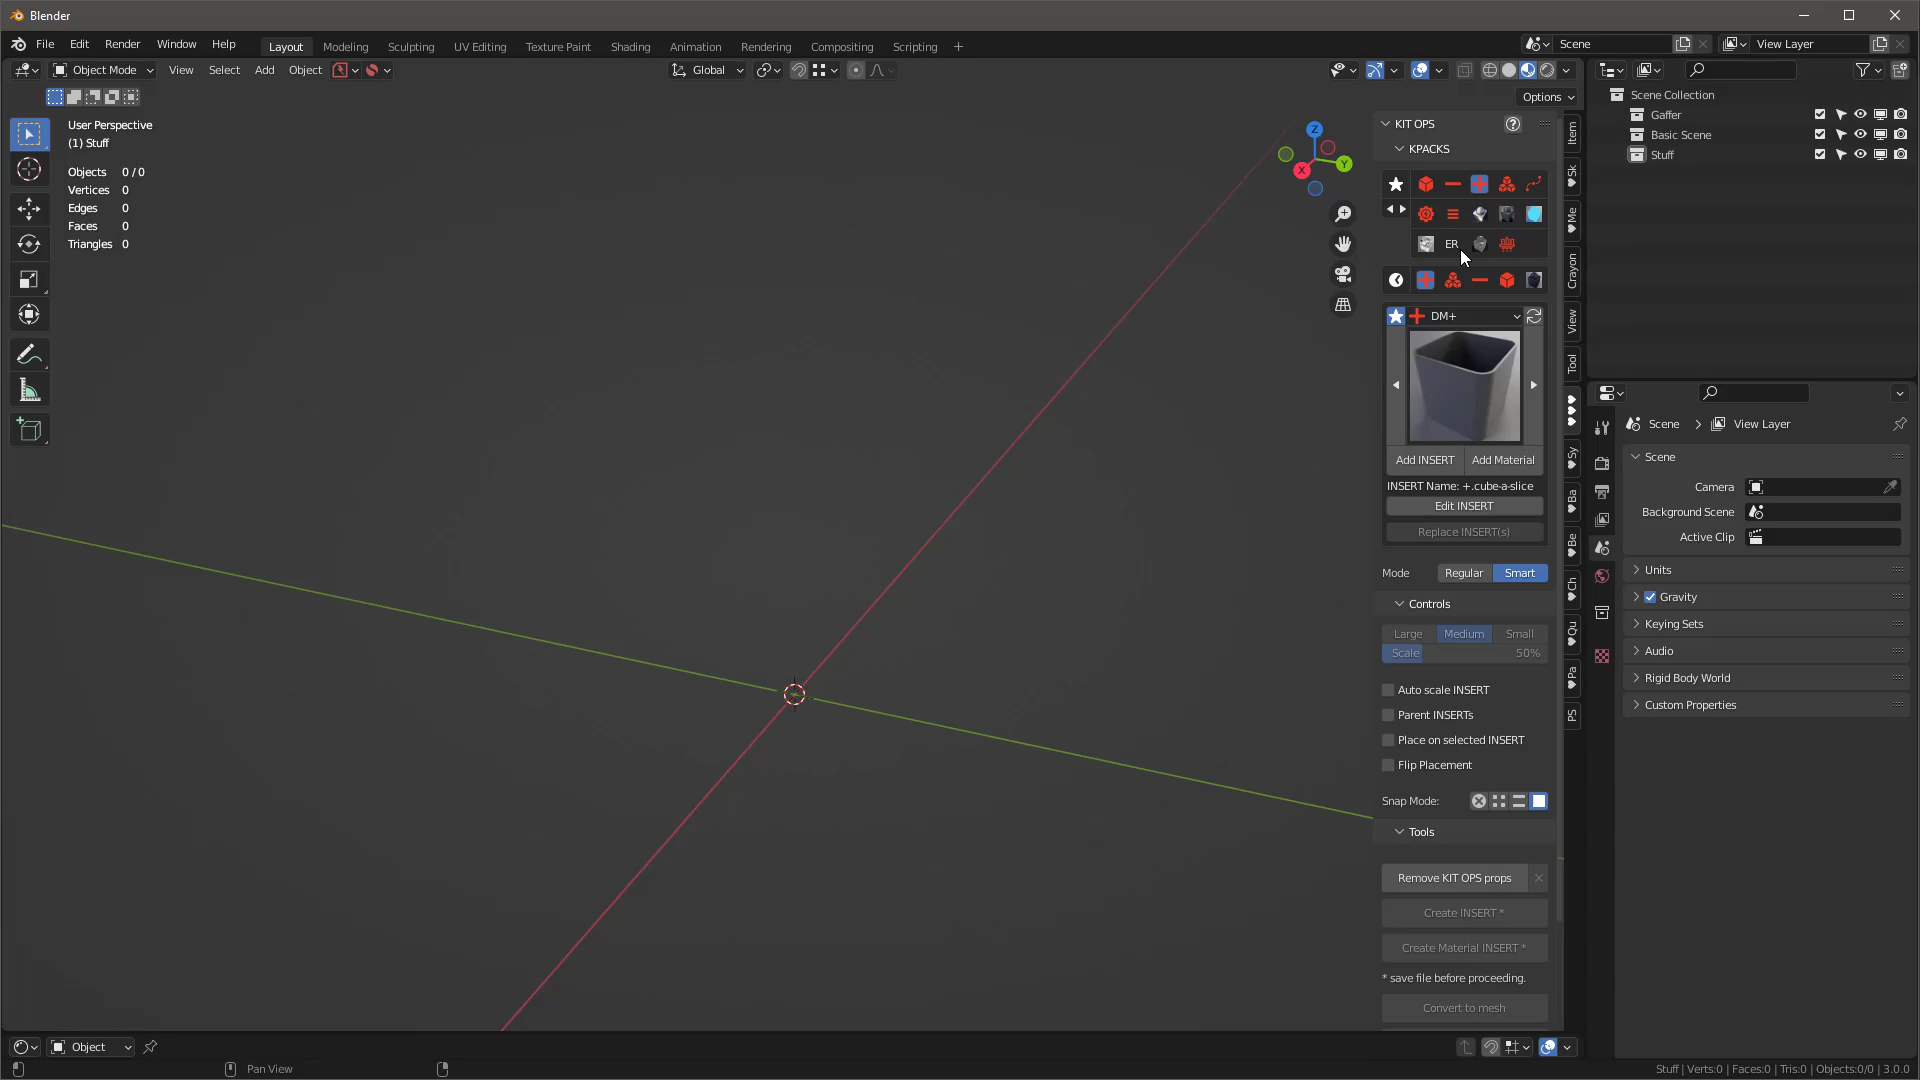 Blender
File Edit Render Window Help Layout Modeling Sculpting UV Editing Texture Paint Shading Animation Rendering Compositing Scripting + Scene View Layer
Object Mode View Select Add Object Global
Options
User Perspective
(1) Stuff
Objects 0 / 0
Vertices 0
Edges 0
Faces 0
Triangles 0
Z
Y
X
KIT OPS
KPACKS
ER
DM+
Add INSERT Add Material
INSERT Name: +.cube-a-slice
Edit INSERT
Replace INSERT(s)
Mode Regular Smart
Controls
Large Medium Small
Scale 50%
Auto scale INSERT
Parent INSERTs
Place on selected INSERT
Flip Placement
Snap Mode:
Tools
Remove KIT OPS props
Create INSERT *
Create Material INSERT *
* save file before proceeding.
Convert to mesh
Item
Sk
Me
Crayon
View
Tool
Sy
Ba
Be
Ch
Qu
Pa
PS
Scene Collection
Gaffer
Basic Scene
Stuff
Scene > View Layer
Scene
Camera
Background Scene
Active Clip
Units
Gravity
Keying Sets
Audio
Rigid Body World
Custom Properties
Object
Pan View
Stuff | Verts:0 | Faces:0 | Tris:0 | Objects:0/0 | 3.0.0